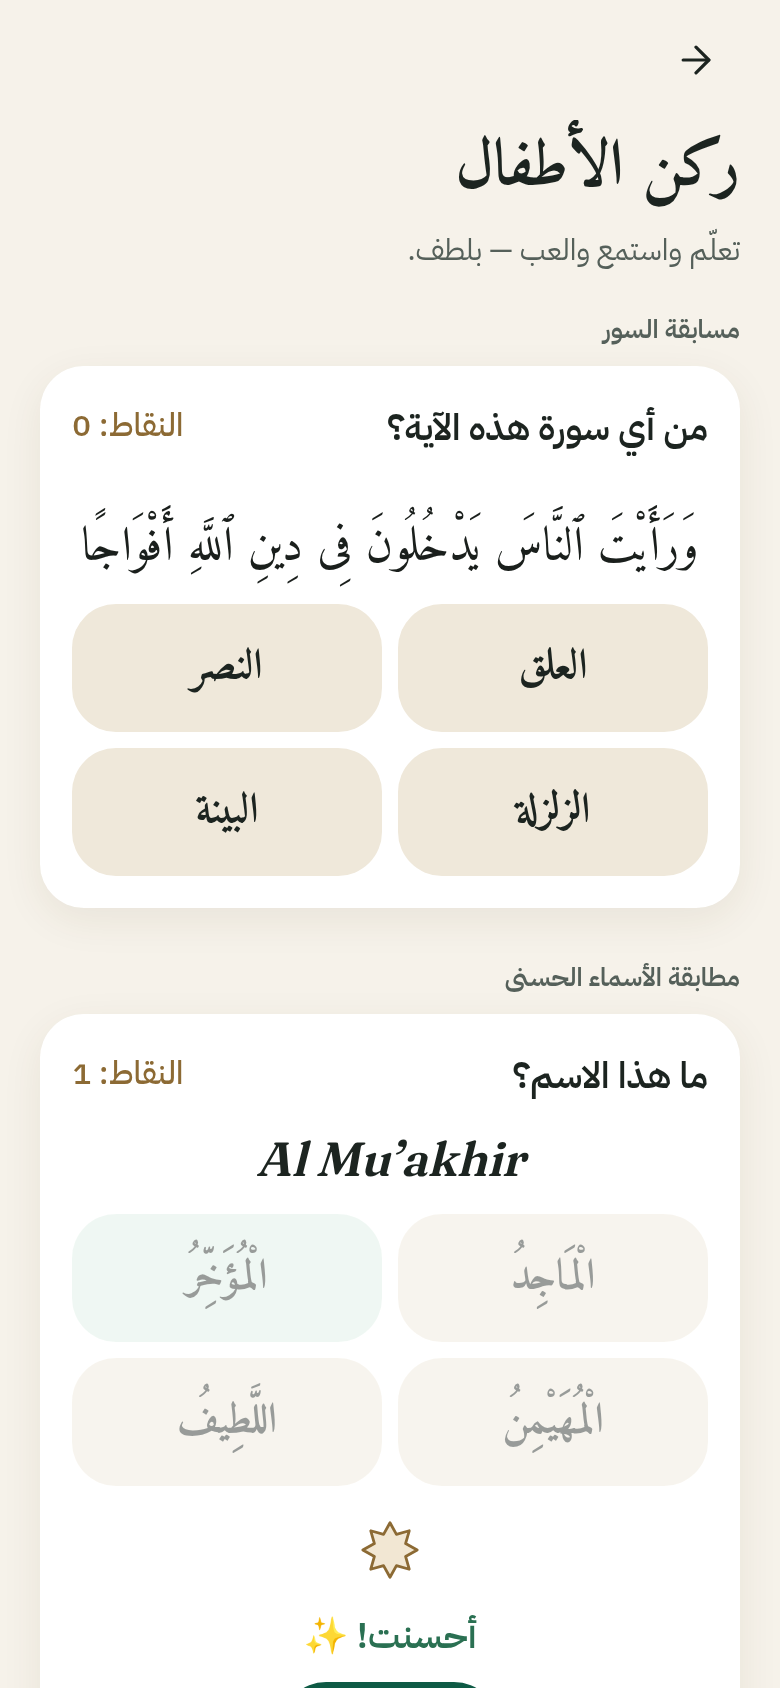 ركن الأطفال
تعلّم واستمع والعب — بلطف.
مسابقة السور
من أي سورة هذه الآية؟
النقاط: 0
وَرَأَيْتَ ٱلنَّاسَ يَدْخُلُونَ فِى دِينِ ٱللَّهِ أَفْوَاجًا
العلق
النصر
الزلزلة
البينة
مطابقة الأسماء الحسنى
ما هذا الاسم؟
النقاط: 1
Al Mu’akhir
الْمَاجِدُ
الْمُؤَخِّرُ
الْمُهَيْمِنُ
اللَّطِيفُ
أحسنت! ✨